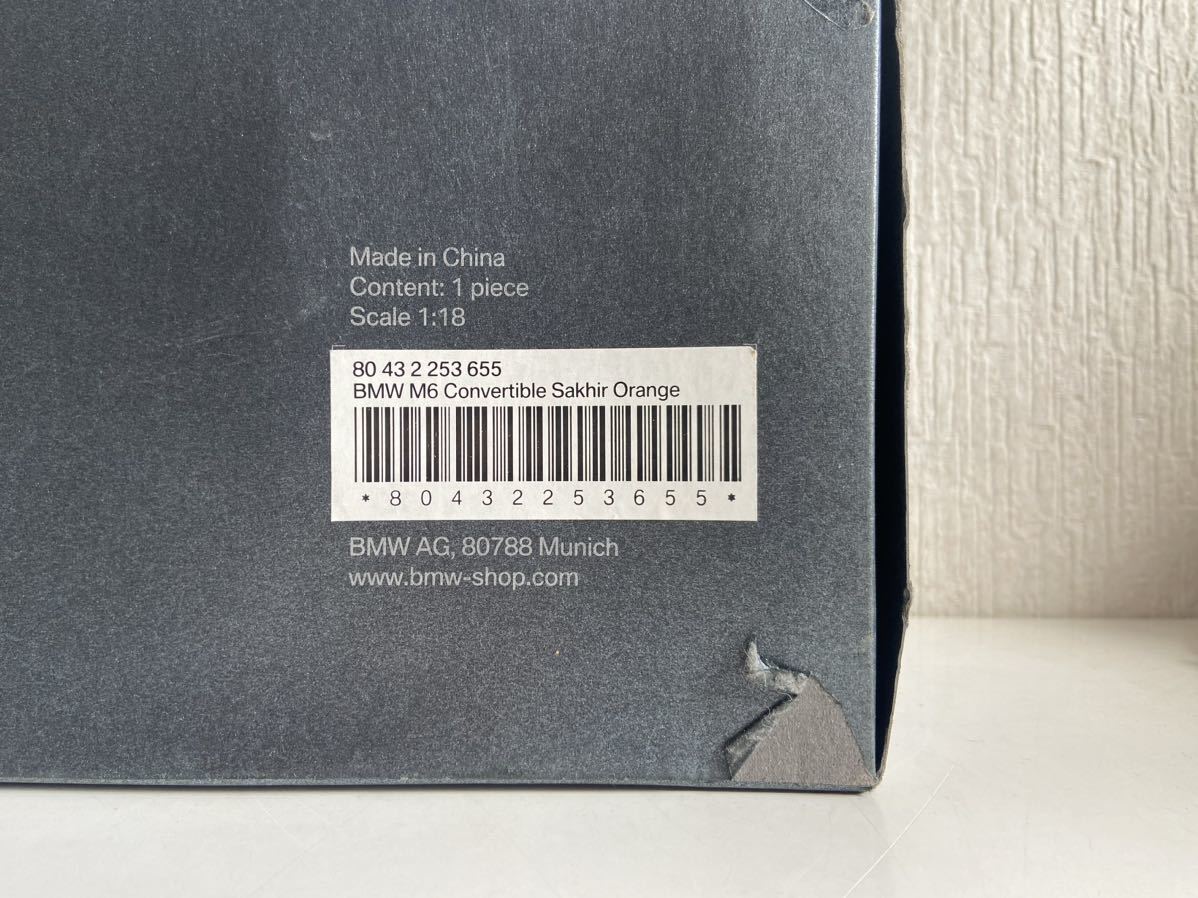 Made in China
Content: 1 piece
Scale 1:18
80 43 2 253 655
BMW M6 Convertible Sakhir Orange
* 8 0 4 3 2 2 5 3 6 5 5 *
BMW AG, 80788 Munich
www.bmw-shop.com